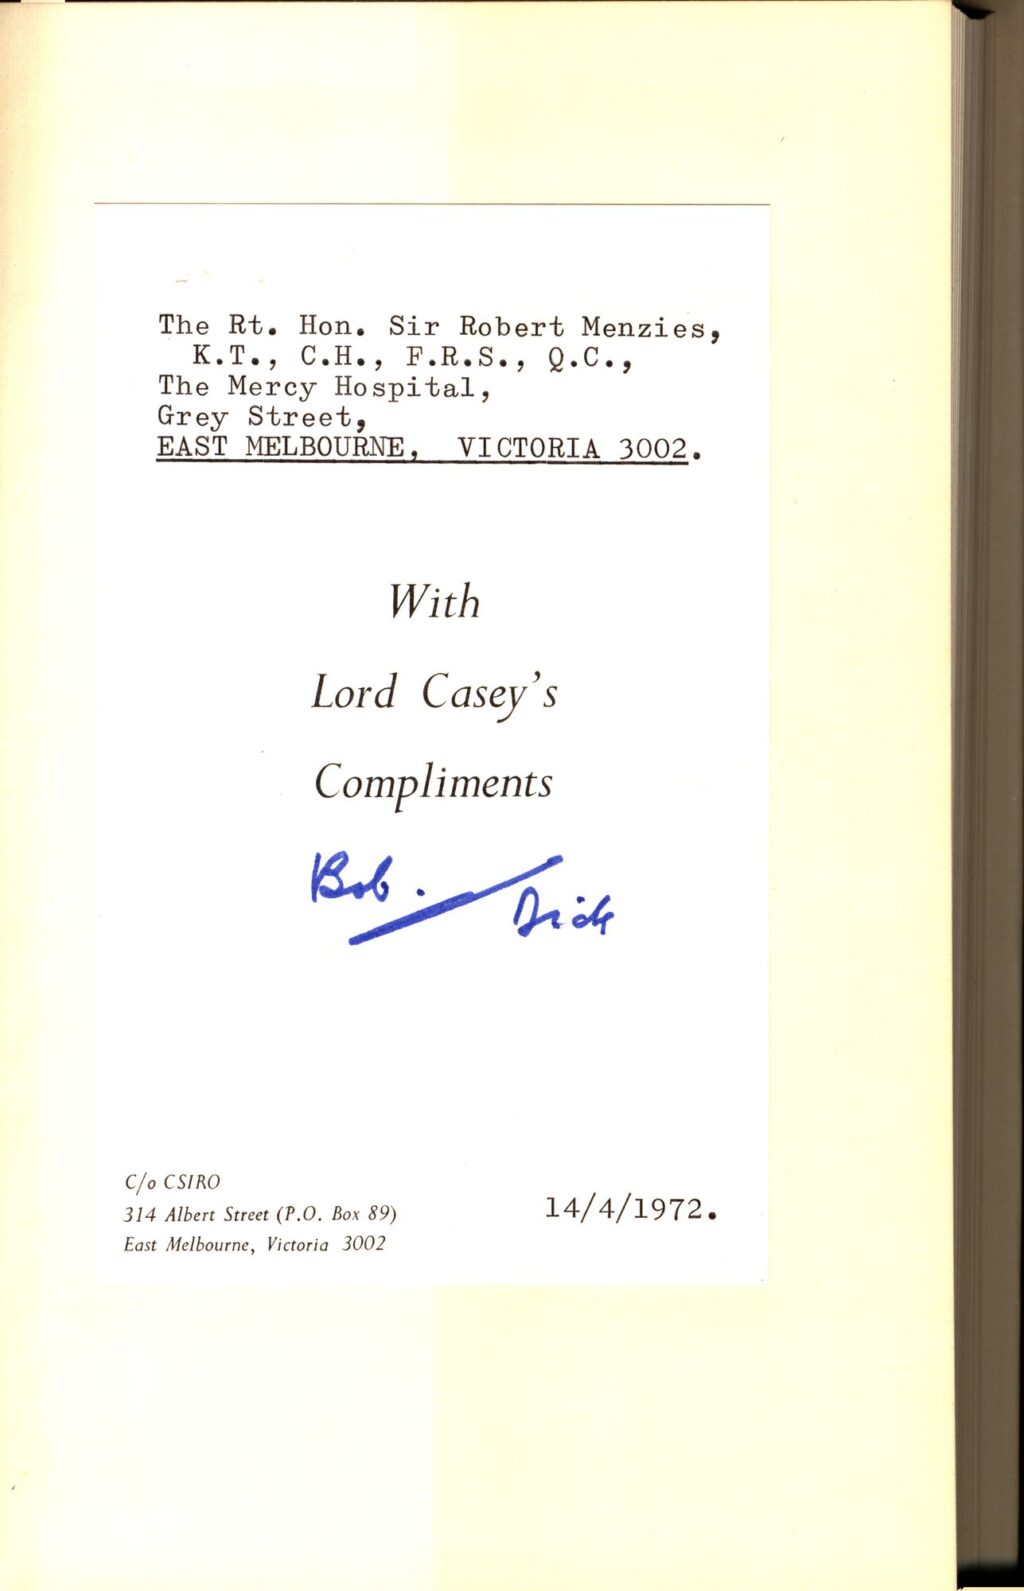 The Rt. Hon. Sir Robert Menzies,
K.T., C.H., F.R.S., Q.C.,
The Mercy Hospital,
Grey Street,
EAST MELBOURNE, VICTORIA 3002.
With
Lord Casey's
Compliments
Bob.
Dick
C/o CSIRO
314 Albert Street (P.O. Box 89)
East Melbourne, Victoria 3002
14/4/1972.